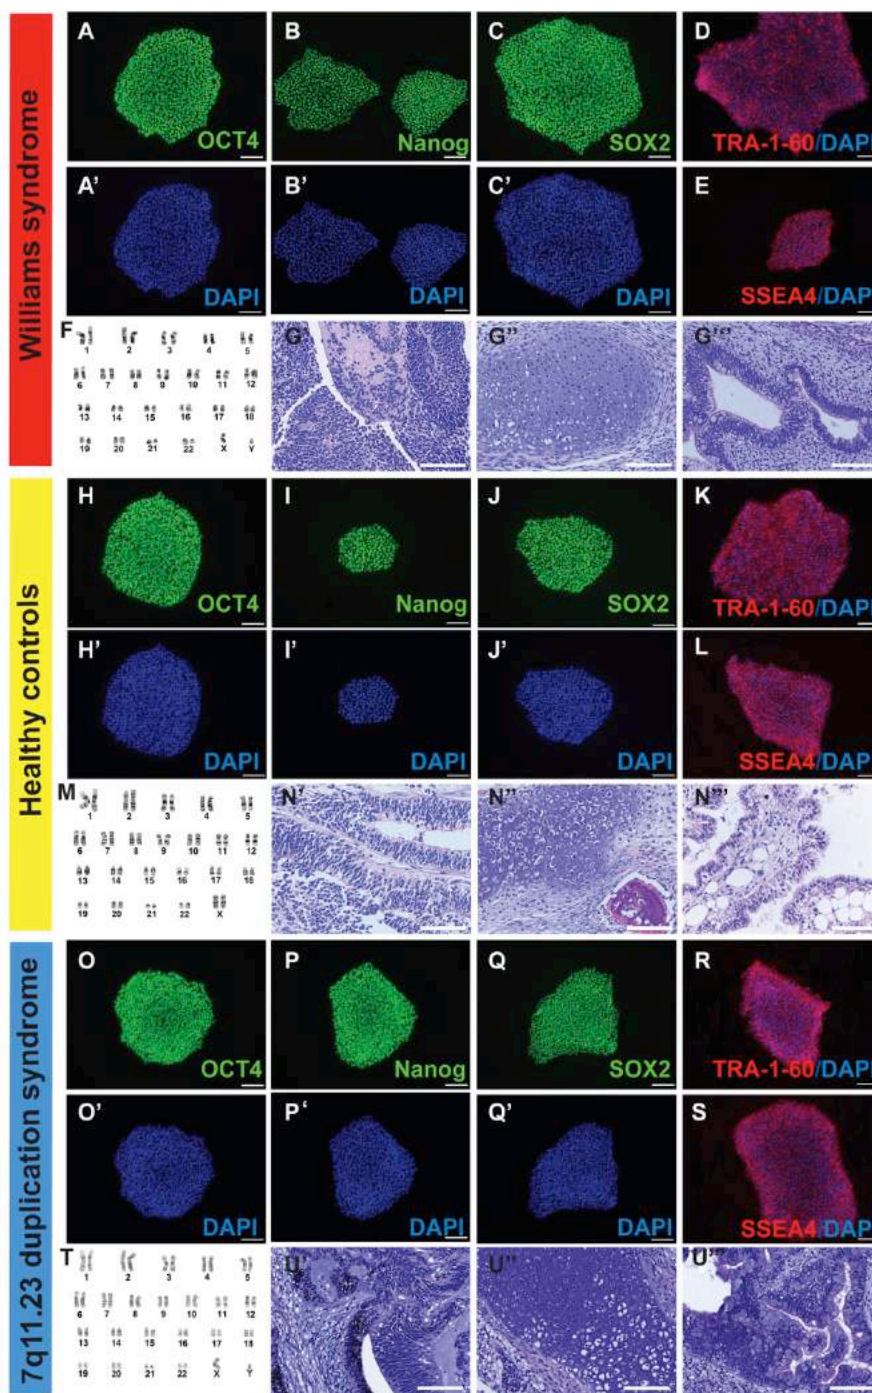 Williams syndrome
A
OCT4
B
Nanog
C
SOX2
D
TRA-1-60/DAPI
A’
DAPI
B’
DAPI
C’
DAPI
E
SSEA4/DAPI
F
1 2 3 4 5
6 7 8 9 10 11 12
13 14 15 16 17 18
19 20 21 22 X Y
G’
G’’
G’’’
Healthy controls
H
OCT4
I
Nanog
J
SOX2
K
TRA-1-60/DAPI
H’
DAPI
I’
DAPI
J’
DAPI
L
SSEA4/DAPI
M
1 2 3 4 5
6 7 8 9 10 11 12
13 14 15 16 17 18
19 20 21 22 X
N’
N’’
N’’’
7q11.23 duplication syndrome
O
OCT4
P
Nanog
Q
SOX2
R
TRA-1-60/DAPI
O’
DAPI
P‘
DAPI
Q’
DAPI
S
SSEA4/DAPI
T
1 2 3 4 5
6 7 8 9 10 11 12
13 14 15 16 17 18
19 20 21 22 X Y
U’
U’’
U’’’